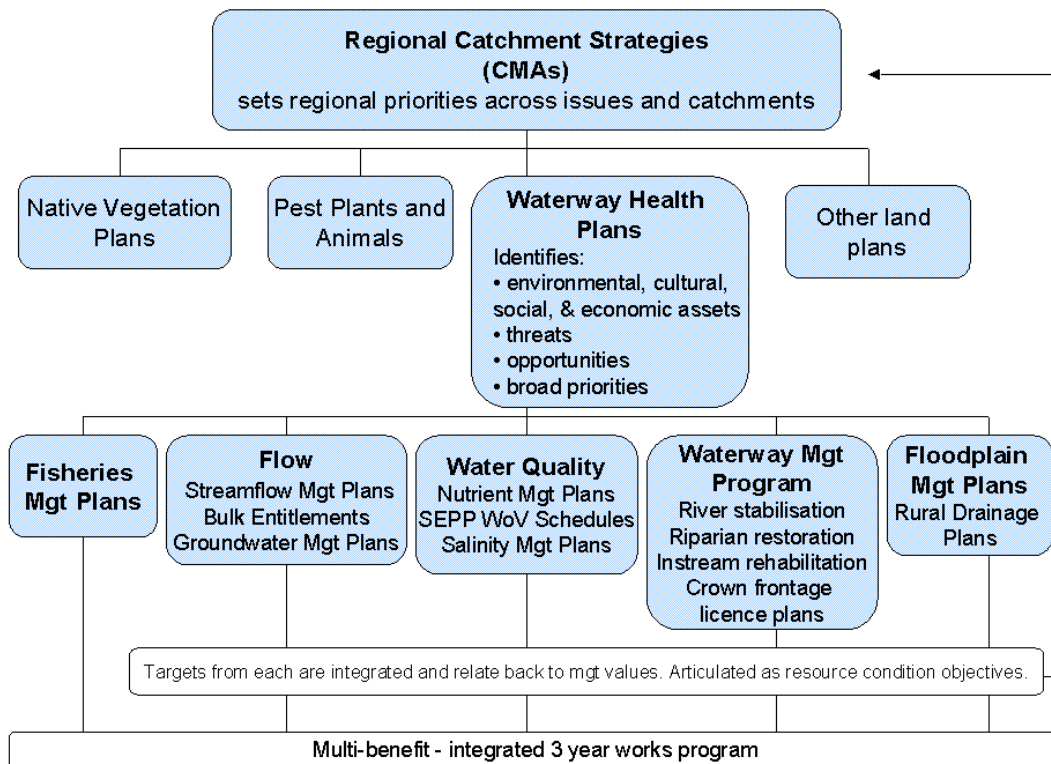 Regional Catchment Strategies
(CMAs)
sets regional priorities across issues and catchments
Native Vegetation
Plans
Pest Plants and
Animals
Waterway Health
Plans
Identifies:
• environmental, cultural,
social, & economic assets
• threats
• opportunities
• broad priorities
Other land
plans
Fisheries
Mgt Plans
Flow
Streamflow Mgt Plans
Bulk Entitlements
Groundwater Mgt Plans
Water Quality
Nutrient Mgt Plans
SEPP WoV Schedules
Salinity Mgt Plans
Waterway Mgt
Program
River stabilisation
Riparian restoration
Instream rehabilitation
Crown frontage
licence plans
Floodplain
Mgt Plans
Rural Drainage
Plans
Targets from each are integrated and relate back to mgt values. Articulated as resource condition objectives.
Multi-benefit - integrated 3 year works program